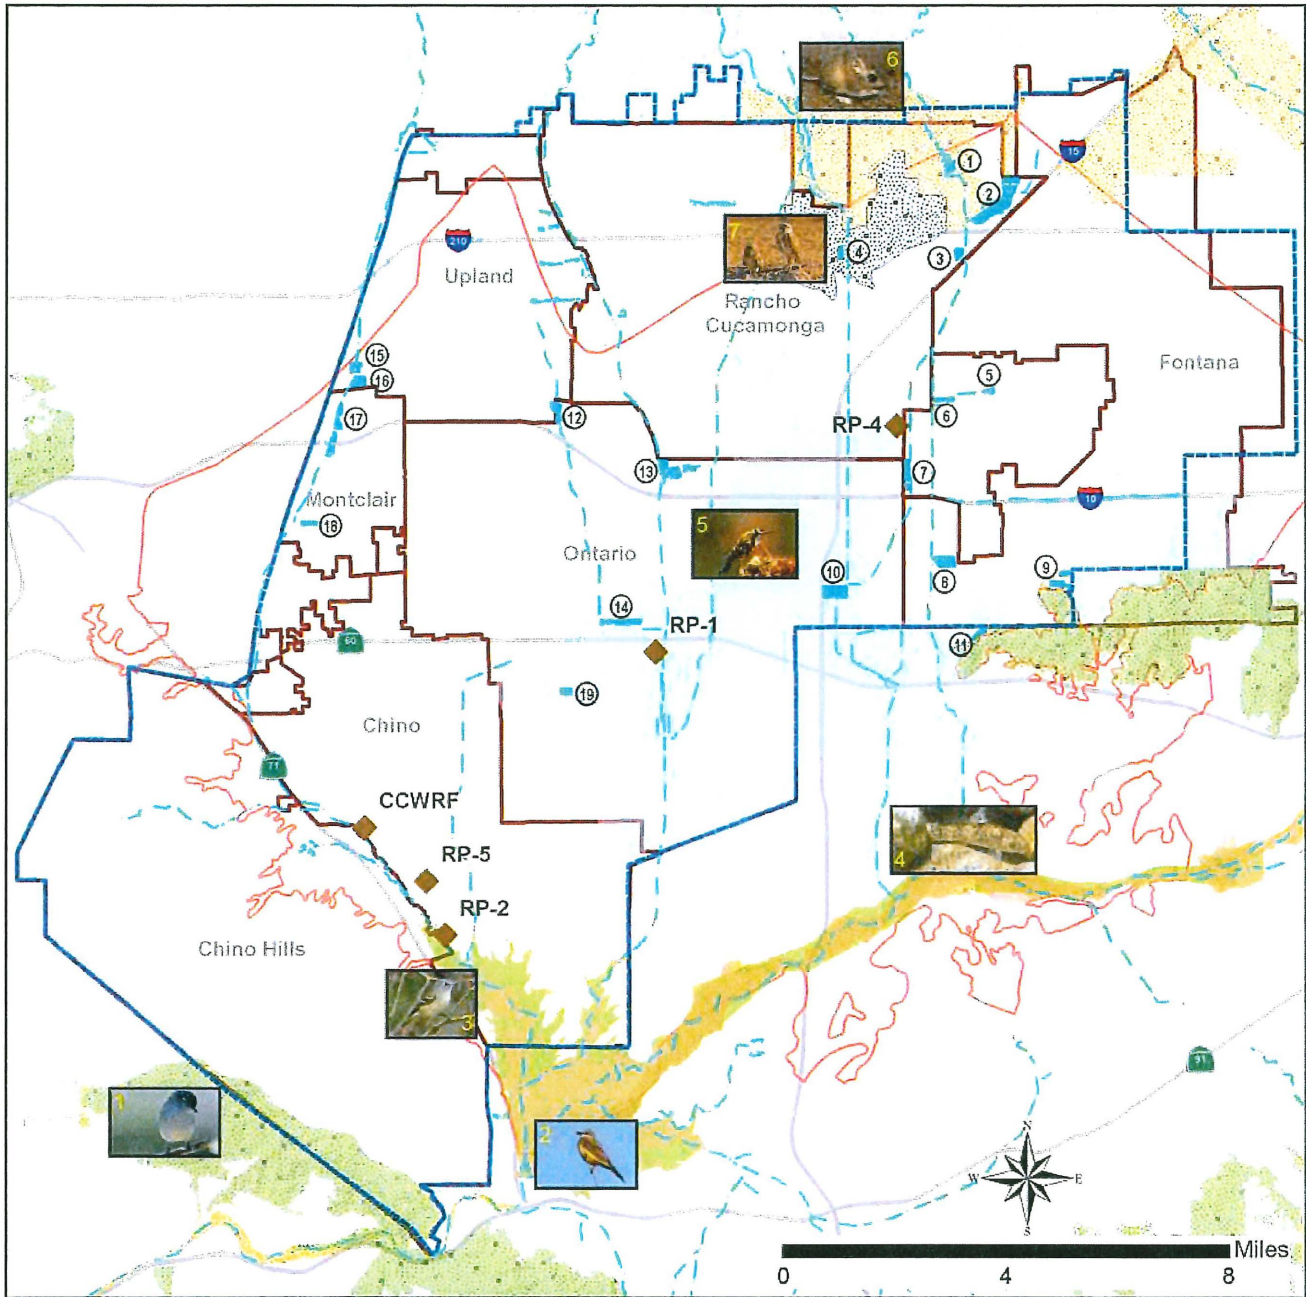 6
15
1
2
7
4
3
210
Upland
Rancho
Cucamonga
Fontana
15
16
5
6
17
12
RP-4
13
7
10
Montclair
18
5
Ontario
10
8
9
14
RP-1
11
60
19
Chino
71
CCWRF
4
RP-5
RP-2
Chino Hills
3
91
1
2
N
W
E
S
Miles
0
4
8